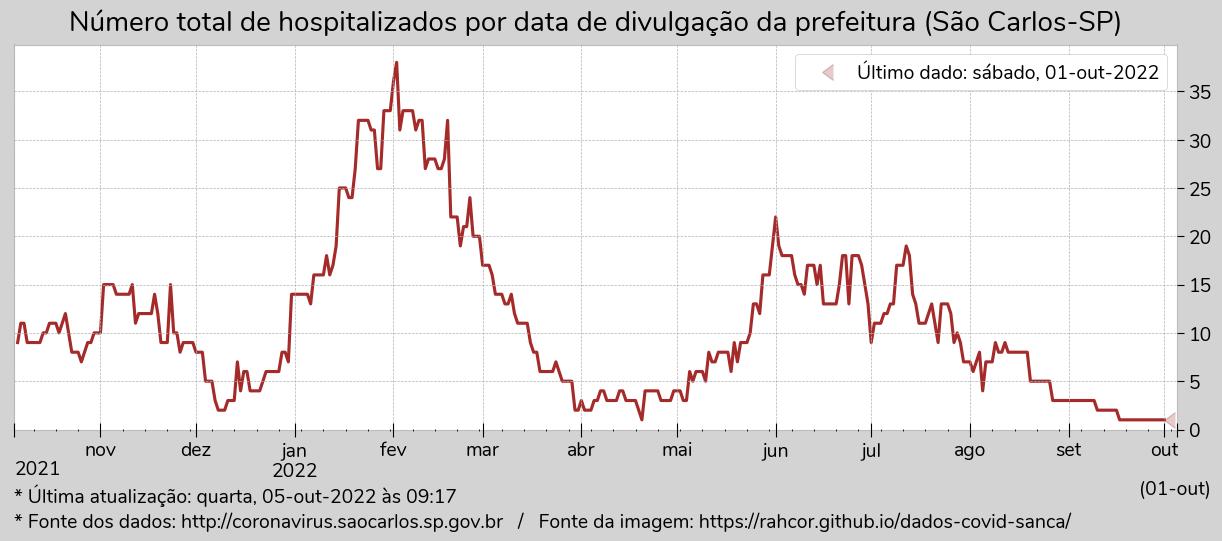 Número total de hospitalizados por data de divulgação da prefeitura (São Carlos-SP)
Último dado: sábado, 01-out-2022
35
30
25
20
15
10
5
0
nov dez jan fev mar abr mai jun jul ago set out
2021 2022
(01-out)
* Última atualização: quarta, 05-out-2022 às 09:17
* Fonte dos dados: http://coronavirus.saocarlos.sp.gov.br / Fonte da imagem: https://rahcor.github.io/dados-covid-sanca/